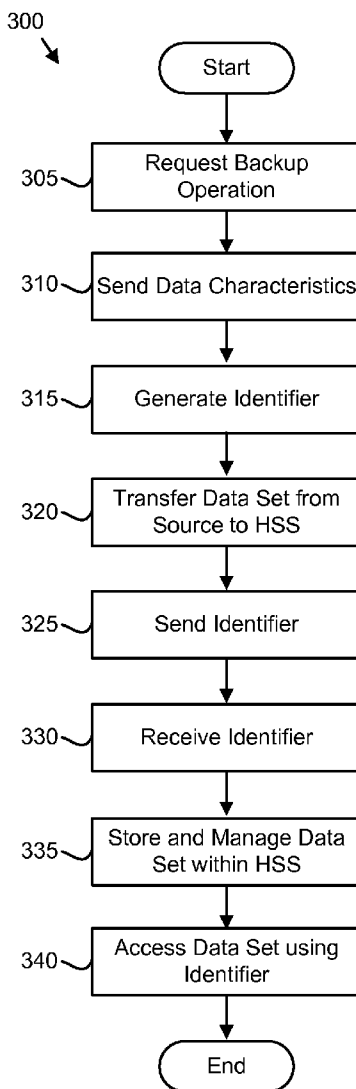 300
Start
305
Request Backup
Operation
310
Send Data Characteristics
315
Generate Identifier
320
Transfer Data Set from
Source to HSS
325
Send Identifier
330
Receive Identifier
335
Store and Manage Data
Set within HSS
340
Access Data Set using
Identifier
End